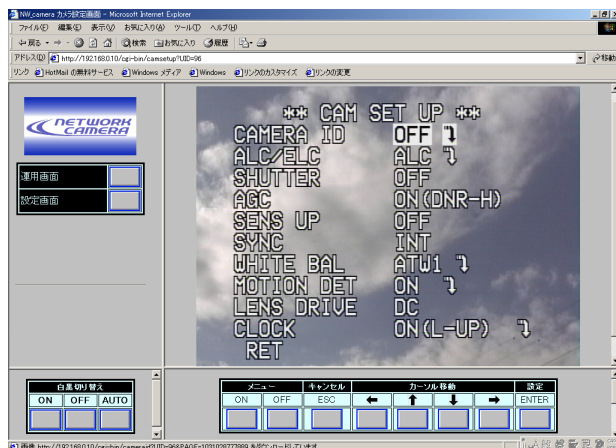 NW_camera カメラ設定画面 - Microsoft Internet Explorer
ファイル(F) 編集(E) 表示(V) お気に入り(A) ツール(T) ヘルプ(H)
戻る 検索 お気に入り 履歴
アドレス(D) http://192.168.0.10/cgi-bin/camsetup?UID=96 移動
リンク HotMail の無料サービス Windows メディア Windows リンクのカスタマイズ リンクの変更
NETWORK CAMERA
運用画面
設定画面
** CAM SET UP **
CAMERA ID OFF
ALC/ELC ALC
SHUTTER OFF
AGC ON(DNR-H)
SENS UP OFF
SYNC INT
WHITE BAL ATW1
MOTION DET ON
LENS DRIVE DC
CLOCK ON(L-UP)
RET
白黒切り替え
ON OFF AUTO
メニュー キャンセル カーソル移動 設定
ON OFF ESC ← ↑ ↓ → ENTER